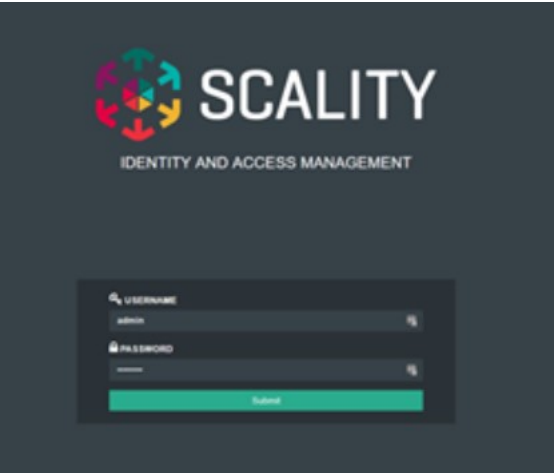 SCALITY
IDENTITY AND ACCESS MANAGEMENT
USERNAME
admin
PASSWORD
Submit